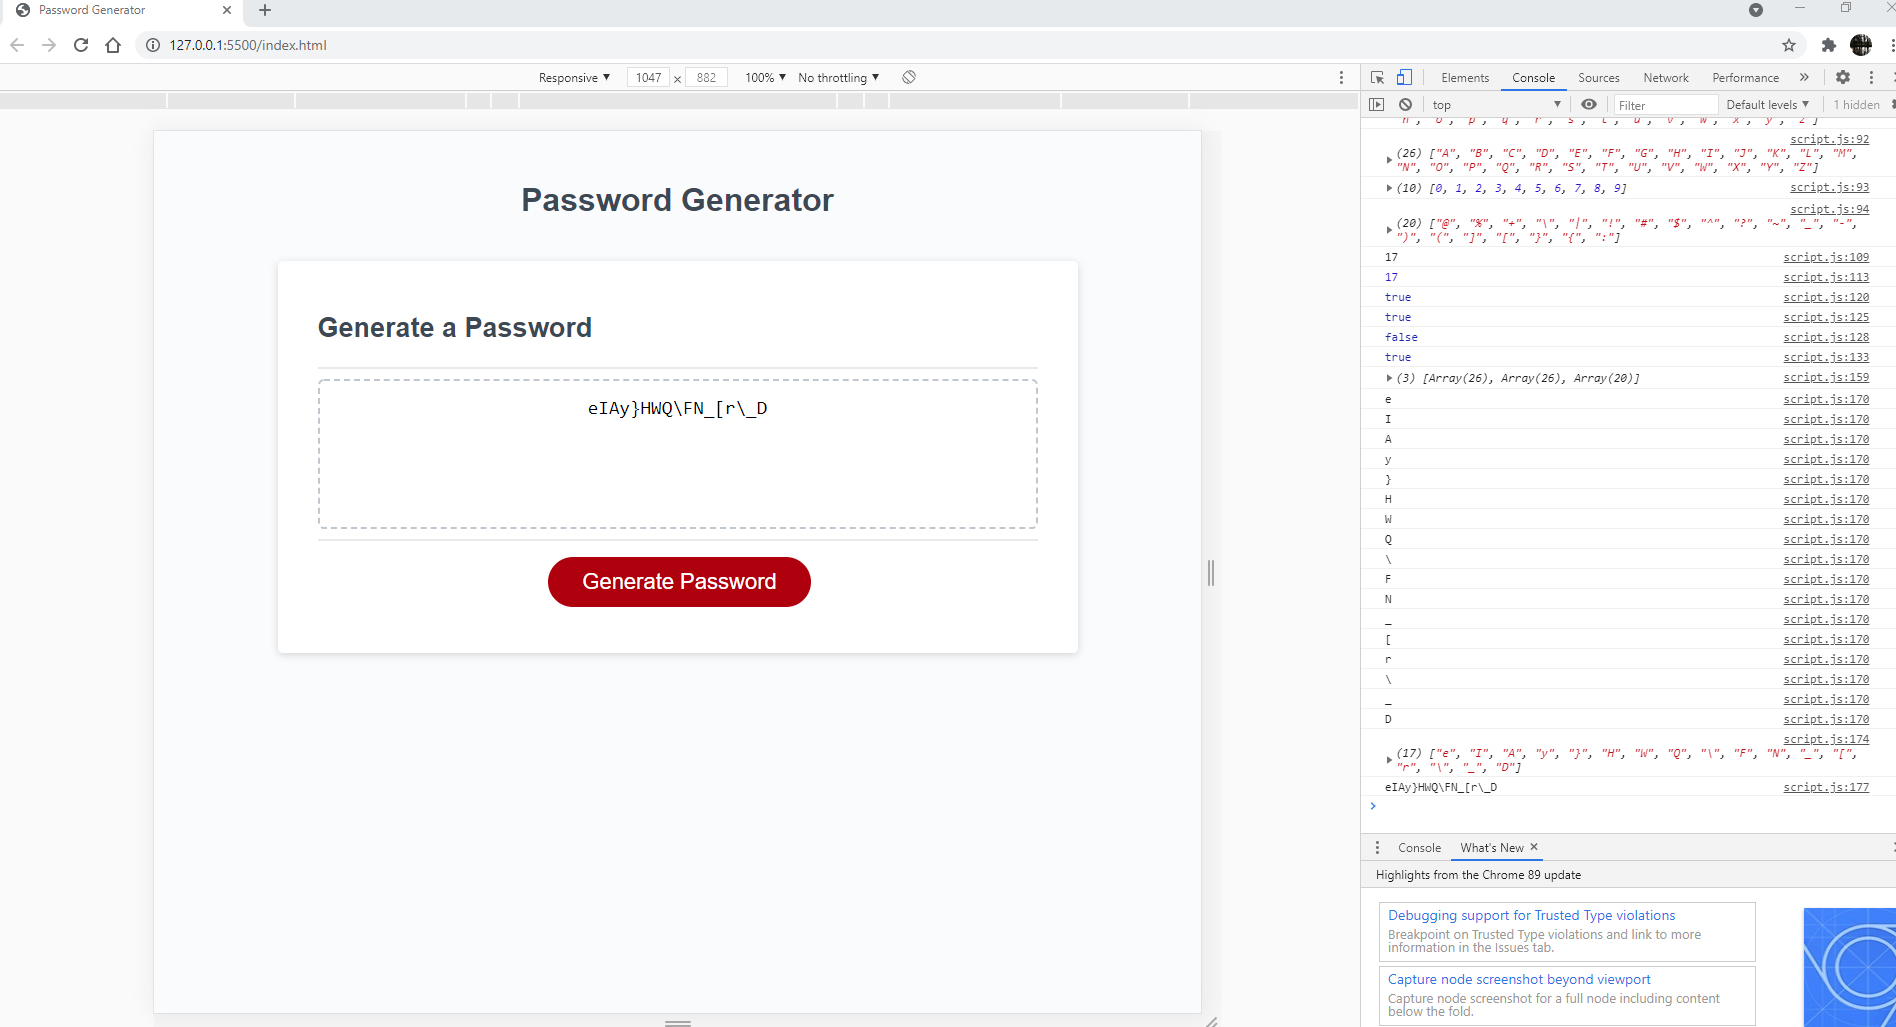 Password Generator
127.0.0.1:5500/index.html
Responsive ▼ 1047 x 882 100% ▼ No throttling ▼
Elements Console Sources Network Performance »
top ▼ Filter Default levels ▼ 1 hidden
Password Generator
Generate a Password
eIAy}HWQ\FN_[r\_D
Generate Password
"n", "o", "p", "q", "r", "s", "t", "u", "v", "w", "x", "y", "z"]
script.js:92
(26) ["A", "B", "C", "D", "E", "F", "G", "H", "I", "J", "K", "L", "M",
"N", "O", "P", "Q", "R", "S", "T", "U", "V", "W", "X", "Y", "Z"]
(10) [0, 1, 2, 3, 4, 5, 6, 7, 8, 9] script.js:93
script.js:94
(20) ["@", "%", "+", "\", "|", "!", "#", "$", "^", "?", "~", "_", "-",
")", "(", "]", "[", "}", "{", ":"]
17 script.js:109
17 script.js:113
true script.js:120
true script.js:125
false script.js:128
true script.js:133
(3) [Array(26), Array(26), Array(20)] script.js:159
e script.js:170
I script.js:170
A script.js:170
y script.js:170
} script.js:170
H script.js:170
W script.js:170
Q script.js:170
\ script.js:170
F script.js:170
N script.js:170
_ script.js:170
[ script.js:170
r script.js:170
\ script.js:170
_ script.js:170
D script.js:170
script.js:174
(17) ["e", "I", "A", "y", "}", "H", "W", "Q", "\", "F", "N", "_", "[",
"r", "\", "_", "D"]
eIAy}HWQ\FN_[r\_D script.js:177
Console What's New
Highlights from the Chrome 89 update
Debugging support for Trusted Type violations
Breakpoint on Trusted Type violations and link to more
information in the Issues tab.
Capture node screenshot beyond viewport
Capture node screenshot for a full node including content
below the fold.